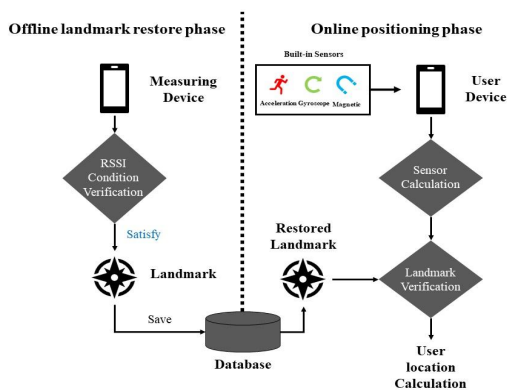 Offline landmark restore phase
Online positioning phase
Built-in Sensors
Acceleration Gyroscope Magnetic
Measuring
Device
User
Device
RSSI
Condition
Verification
Sensor
Calculation
Satisfy
Restored
Landmark
Landmark
Landmark
Verification
Save
Database
User
location
Calculation